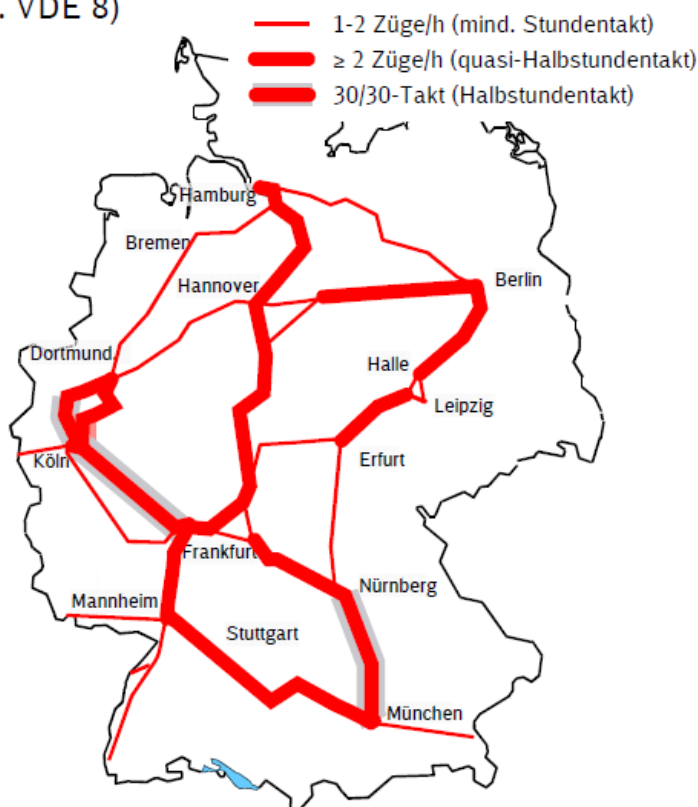 . VDE 8)
1-2 Züge/h (mind. Stundentakt)
≥ 2 Züge/h (quasi-Halbstundentakt)
30/30-Takt (Halbstundentakt)
Hamburg
Bremen
Hannover
Berlin
Dortmund
Halle
Leipzig
Köln
Erfurt
Frankfurt
Nürnberg
Mannheim
Stuttgart
München